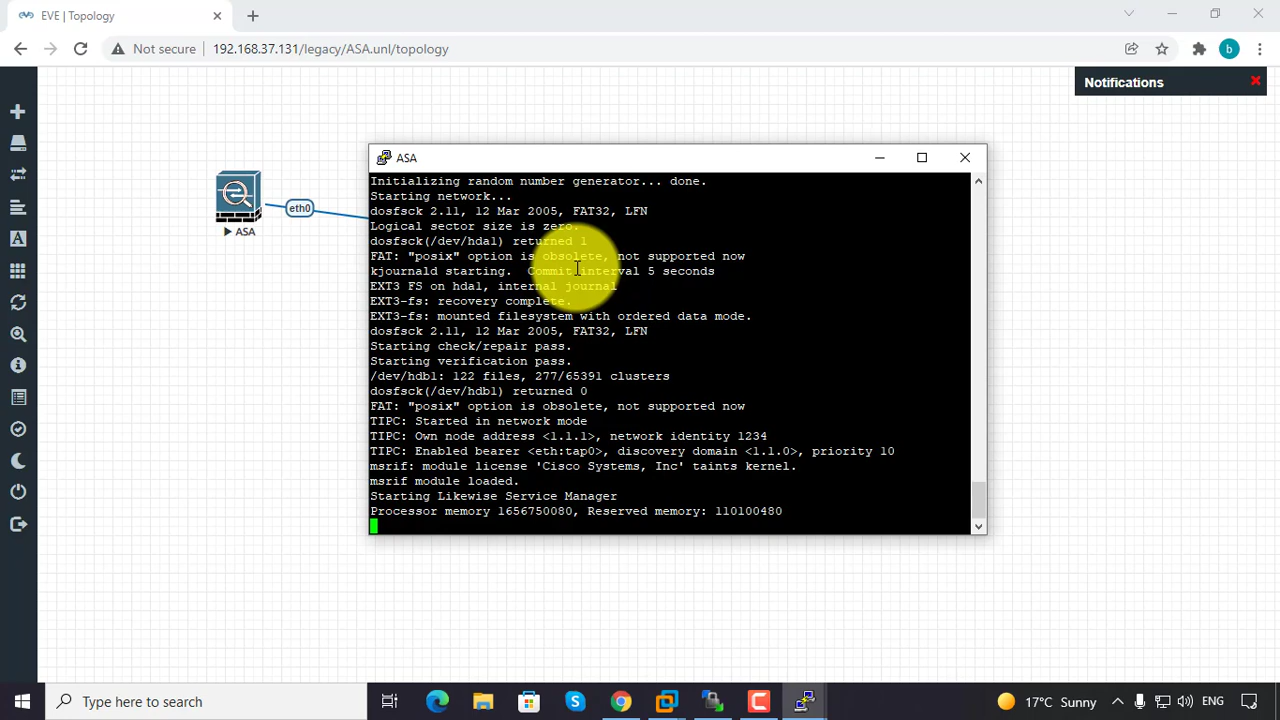 EVE | Topology
Not secure
192.168.37.131/legacy/ASA.unl/topology
b
Notifications
ASA
eth0
ASA
Initializing random number generator... done.
Starting network...
dosfsck 2.11, 12 Mar 2005, FAT32, LFN
Logical sector size is zero.
dosfsck(/dev/hda1) returned 1
FAT: "posix" option is obsolete, not supported now
kjournald starting.  Commit interval 5 seconds
EXT3 FS on hda1, internal journal
EXT3-fs: recovery complete.
EXT3-fs: mounted filesystem with ordered data mode.
dosfsck 2.11, 12 Mar 2005, FAT32, LFN
Starting check/repair pass.
Starting verification pass.
/dev/hdb1: 122 files, 277/65391 clusters
dosfsck(/dev/hdb1) returned 0
FAT: "posix" option is obsolete, not supported now
TIPC: Started in network mode
TIPC: Own node address <1.1.1>, network identity 1234
TIPC: Enabled bearer <eth:tap0>, discovery domain <1.1.0>, priority 10
msrif: module license 'Cisco Systems, Inc' taints kernel.
msrif module loaded.
Starting Likewise Service Manager
Processor memory 1656750080, Reserved memory: 110100480
Type here to search
17°C Sunny
ENG